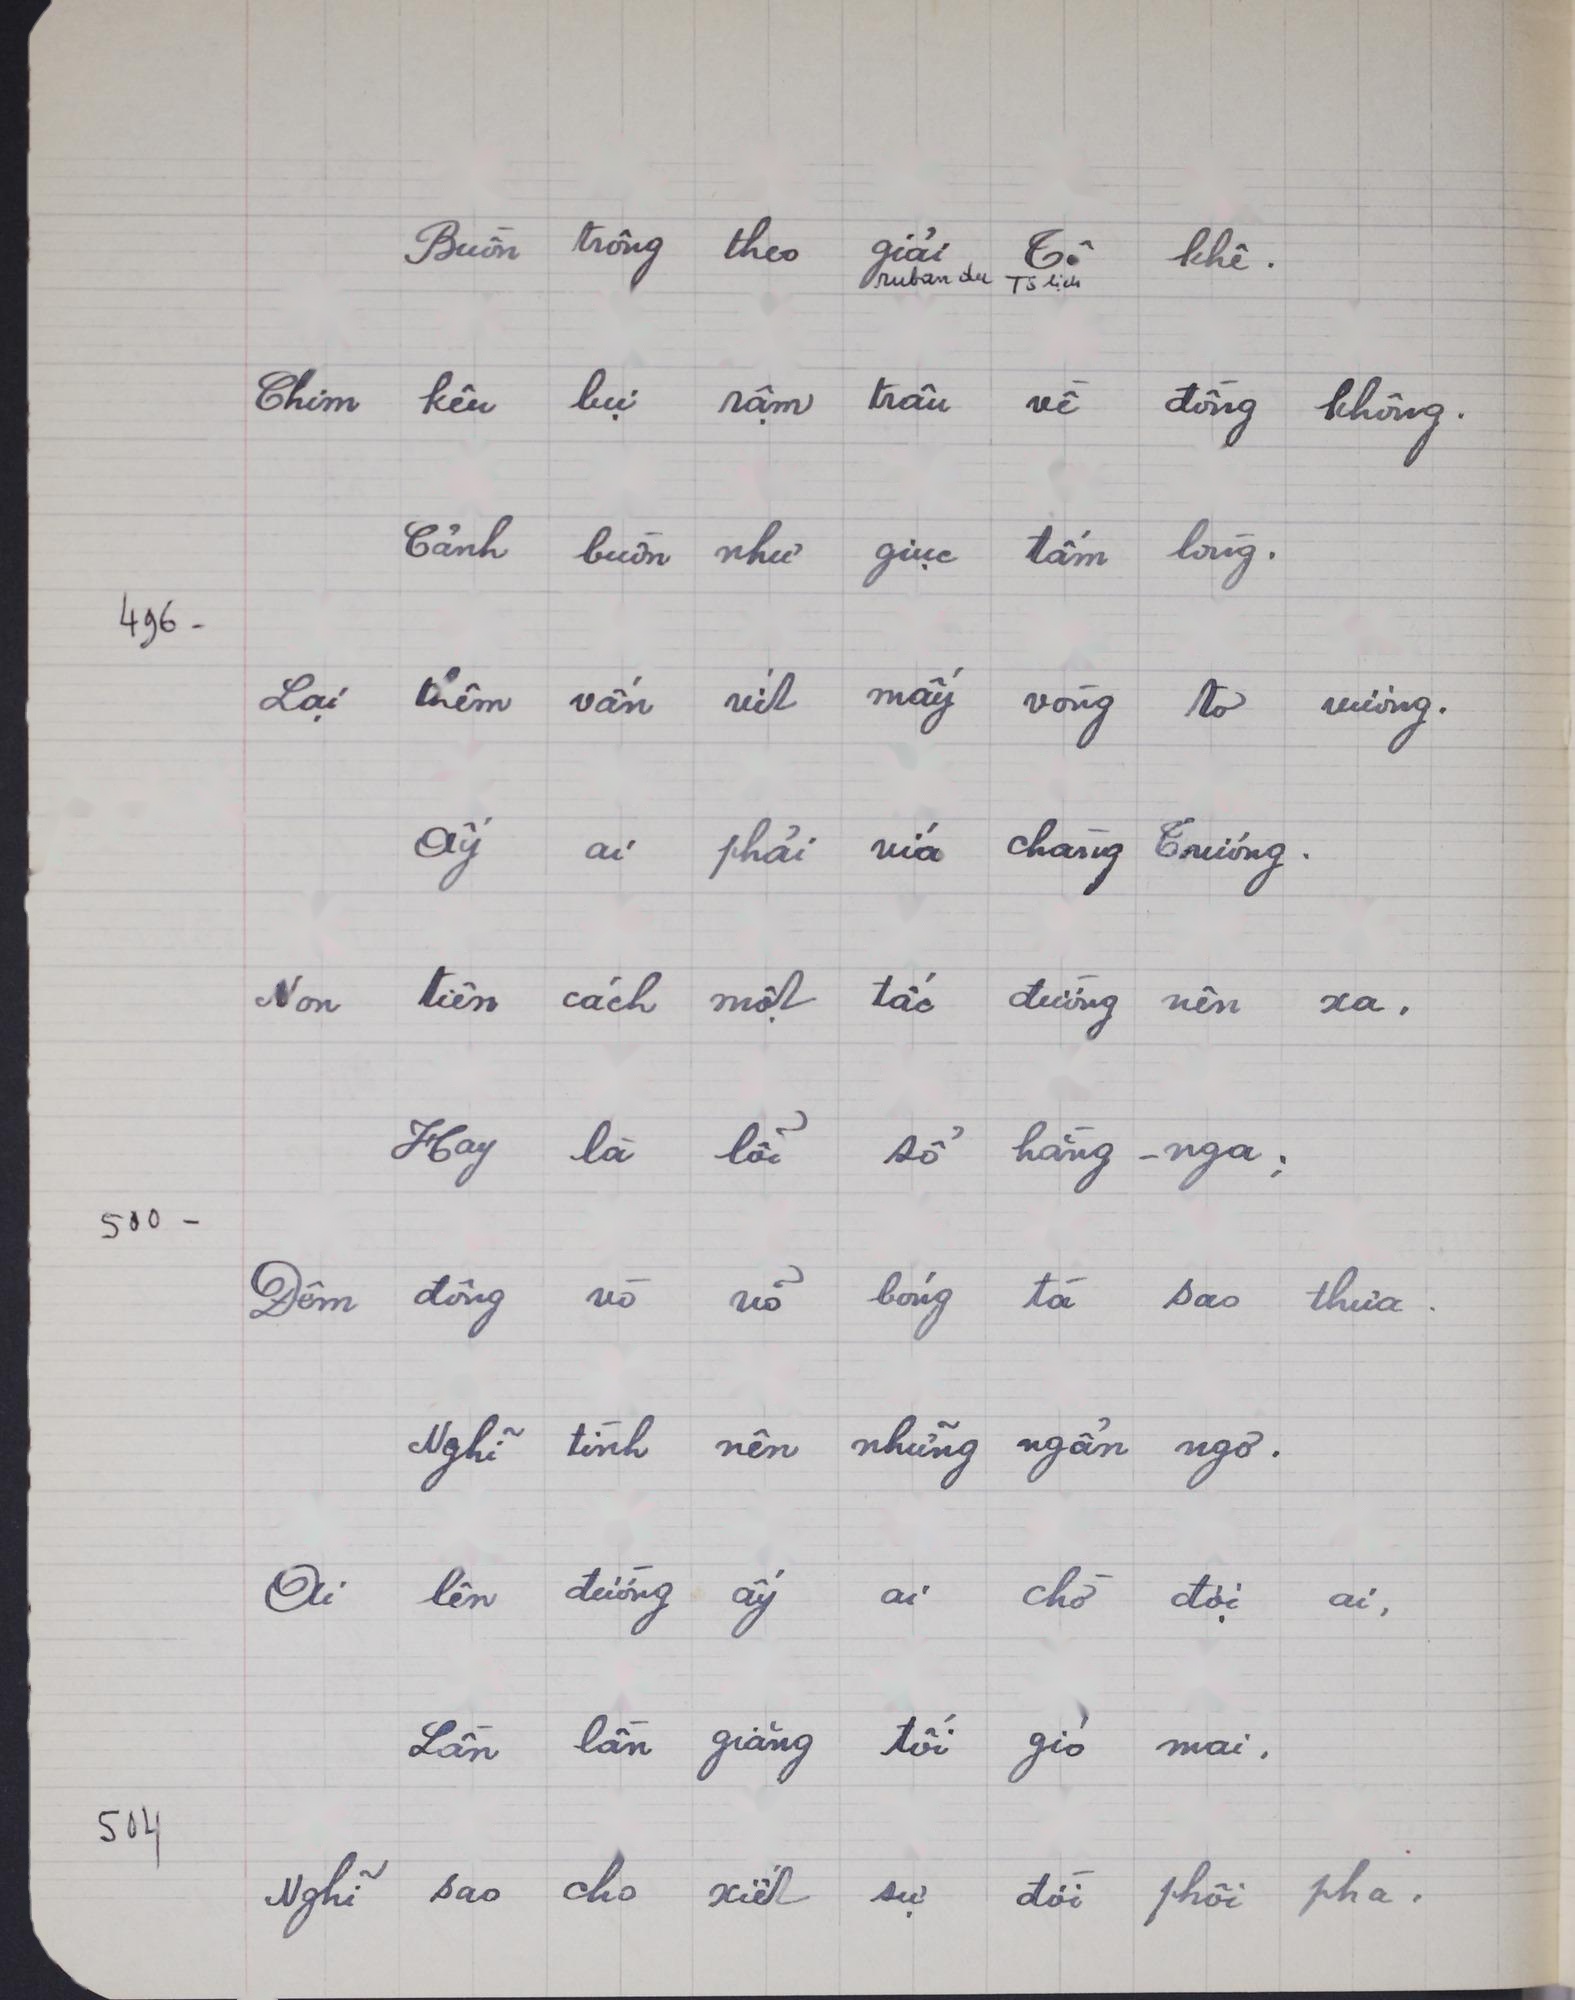 Buồn trông theo giải Tô khê.
ruban du Tô lịch
Chim kêu bụi rậm trâu về đồng không.
Cảnh buồn như giục tấm lòng.
496 -
Lại thêm vấn vít mấy vòng tơ vương.
Ấy ai phải vía chàng Trương.
Non tiên cách một tấc đường nên xa.
Hay là lỗi số hằng - nga;
500 -
Đêm đông vò võ bóng tà sao thưa.
Nghĩ tình nên những ngẩn ngơ.
Ai lên đường ấy ai chờ đợi ai,
Lần lần giăng tối gió mai.
504
Nghĩ sao cho xiết sự đời phôi pha.